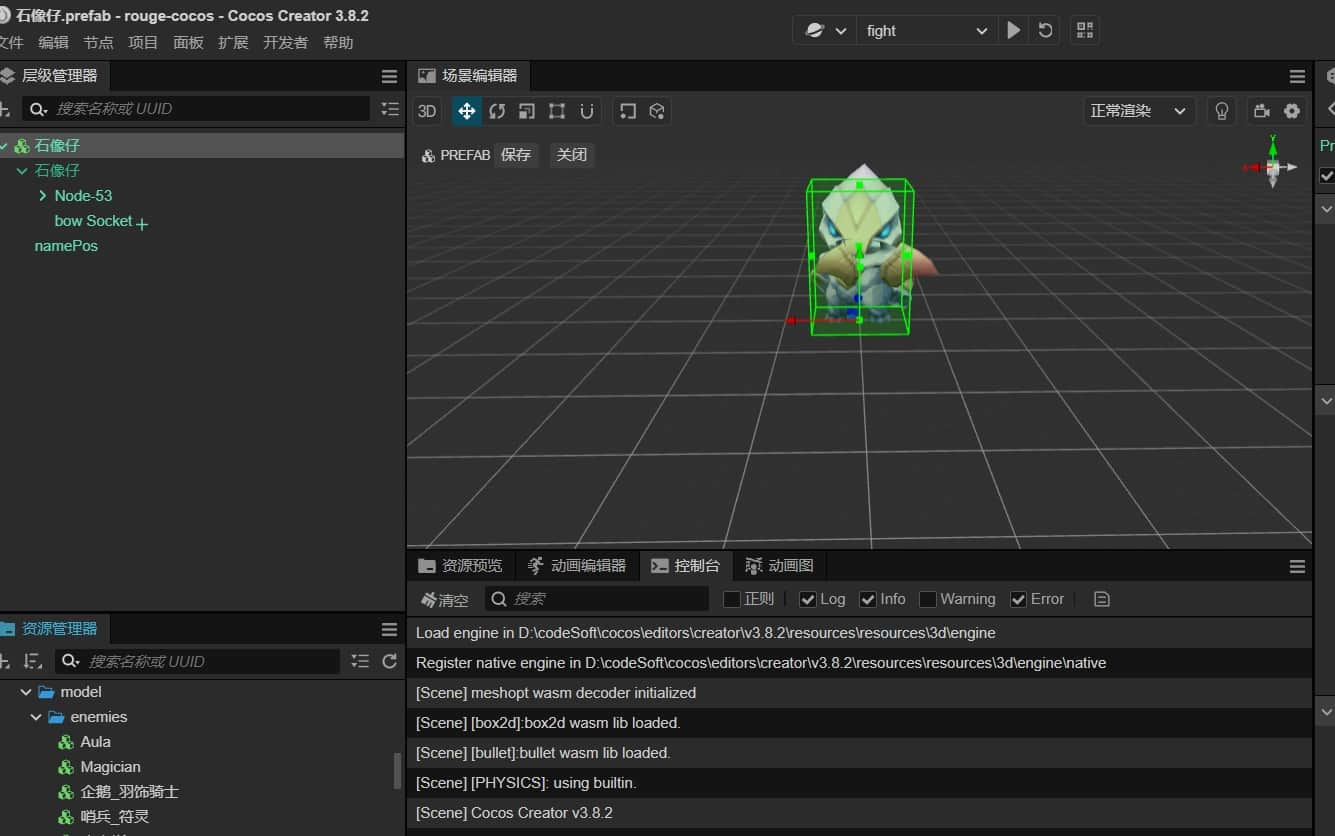 石像仔.prefab - rouge-cocos - Cocos Creator 3.8.2
文件 编辑 节点 项目 面板 扩展 开发者 帮助
fight
层级管理器
搜索名称或 UUID
石像仔
石像仔
Node-53
bow Socket
namePos
场景编辑器
3D
正常渲染
PREFAB 保存 关闭
Y
Pr
资源预览 动画编辑器 控制台 动画图
清空 搜索 正则 Log Info Warning Error
Load engine in D:\codeSoft\cocos\editors\creator\v3.8.2\resources\resources\3d\engine
Register native engine in D:\codeSoft\cocos\editors\creator\v3.8.2\resources\resources\3d\engine\native
[Scene] meshopt wasm decoder initialized
[Scene] [box2d]:box2d wasm lib loaded.
[Scene] [bullet]:bullet wasm lib loaded.
[Scene] [PHYSICS]: using builtin.
[Scene] Cocos Creator v3.8.2
资源管理器
搜索名称或 UUID
model
enemies
Aula
Magician
企鹅_羽饰骑士
哨兵_符灵